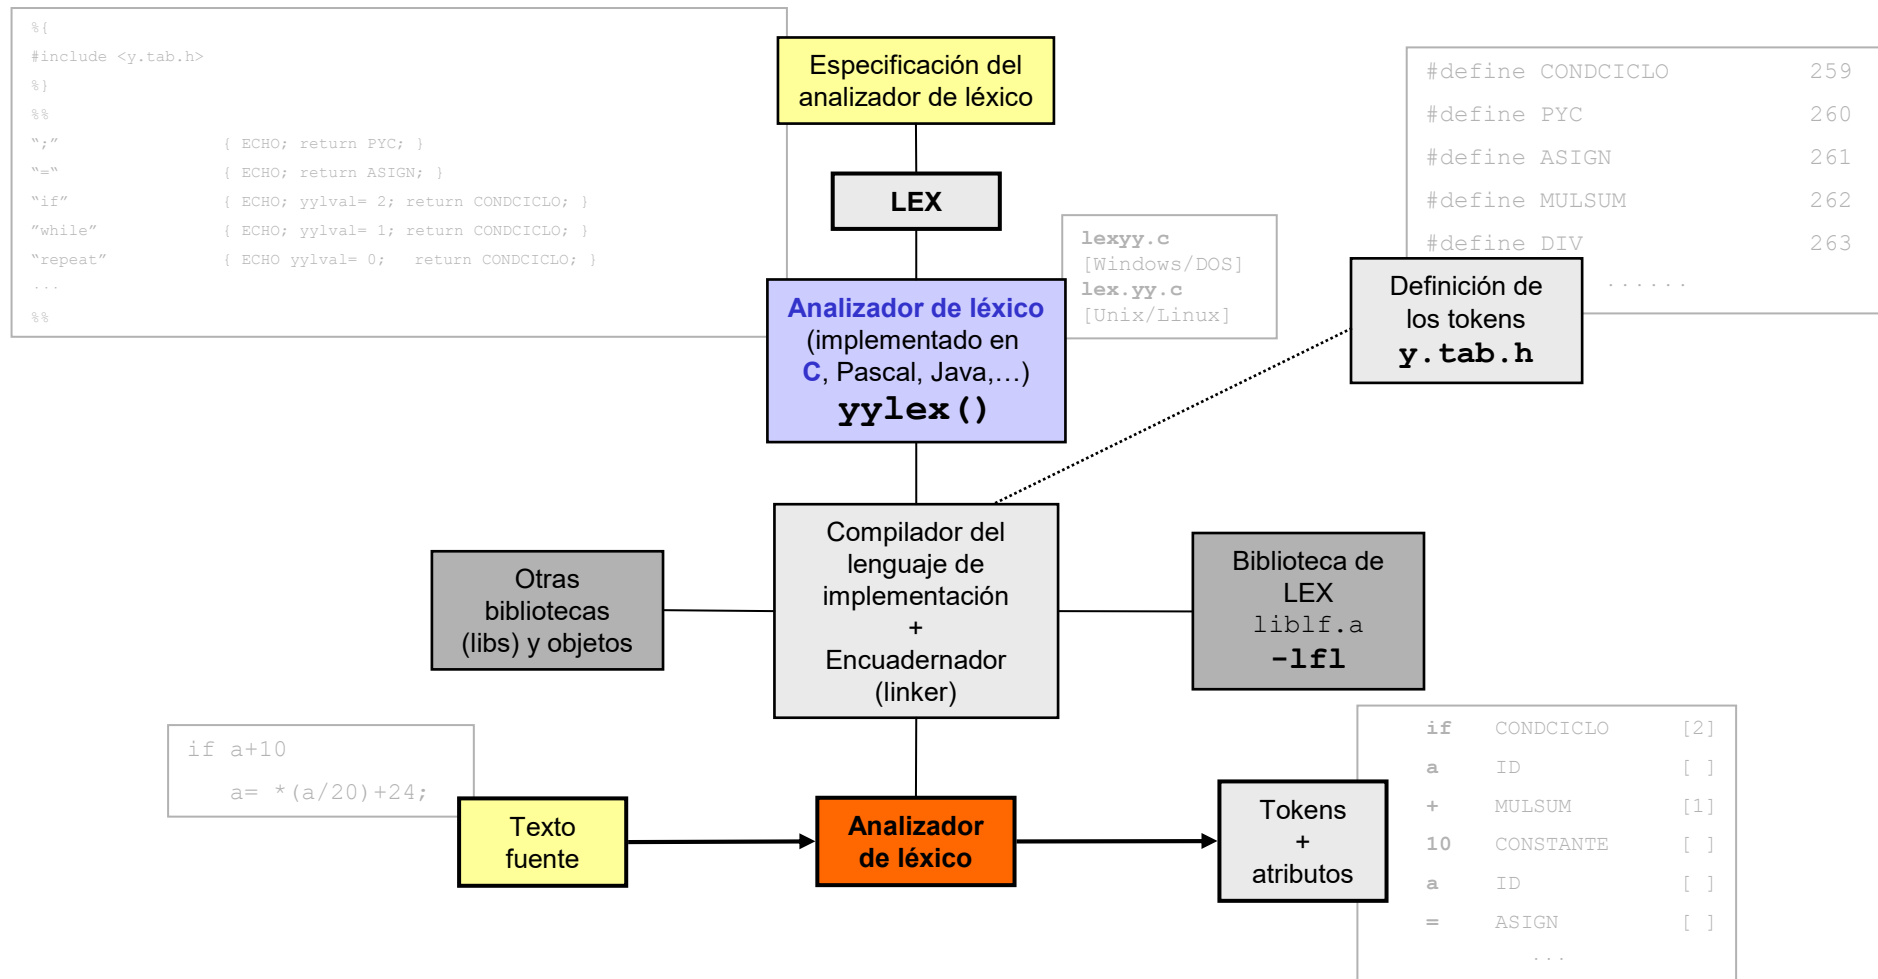 %{
#include <y.tab.h>
%}
%%
“;” { ECHO; return PYC; }
“=“ { ECHO; return ASIGN; }
“if” { ECHO; yylval= 2; return CONDCICLO; }
”while” { ECHO; yylval= 1; return CONDCICLO; }
“repeat” { ECHO yylval= 0; return CONDCICLO; }
...
%%
Especificación del
analizador de léxico
LEX
lexyy.c
[Windows/DOS]
lex.yy.c
[Unix/Linux]
#define CONDCICLO 259
#define PYC 260
#define ASIGN 261
#define MULSUM 262
#define DIV 263
......
Definición de
los tokens
y.tab.h
Analizador de léxico
(implementado en
C, Pascal, Java,…)
yylex()
Otras
bibliotecas
(libs) y objetos
Compilador del
lenguaje de
implementación
+
Encuadernador
(linker)
Biblioteca de
LEX
liblf.a
-lfl
if a+10
a= *(a/20)+24;
Texto
fuente
Analizador
de léxico
Tokens
+
atributos
if CONDCICLO [2]
a ID [ ]
+ MULSUM [1]
10 CONSTANTE [ ]
a ID [ ]
= ASIGN [ ]
...